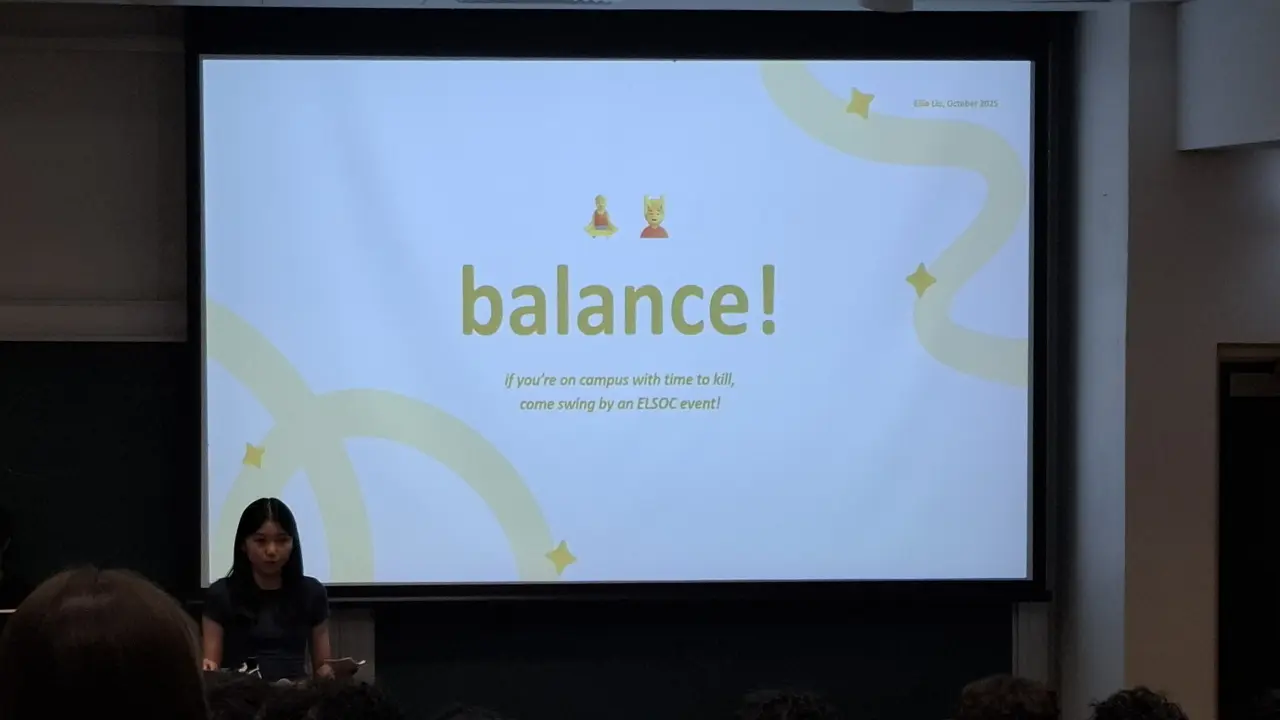 Ellie Liu, October 2025
balance!
if you're on campus with time to kill,
come swing by an ELSOC event!